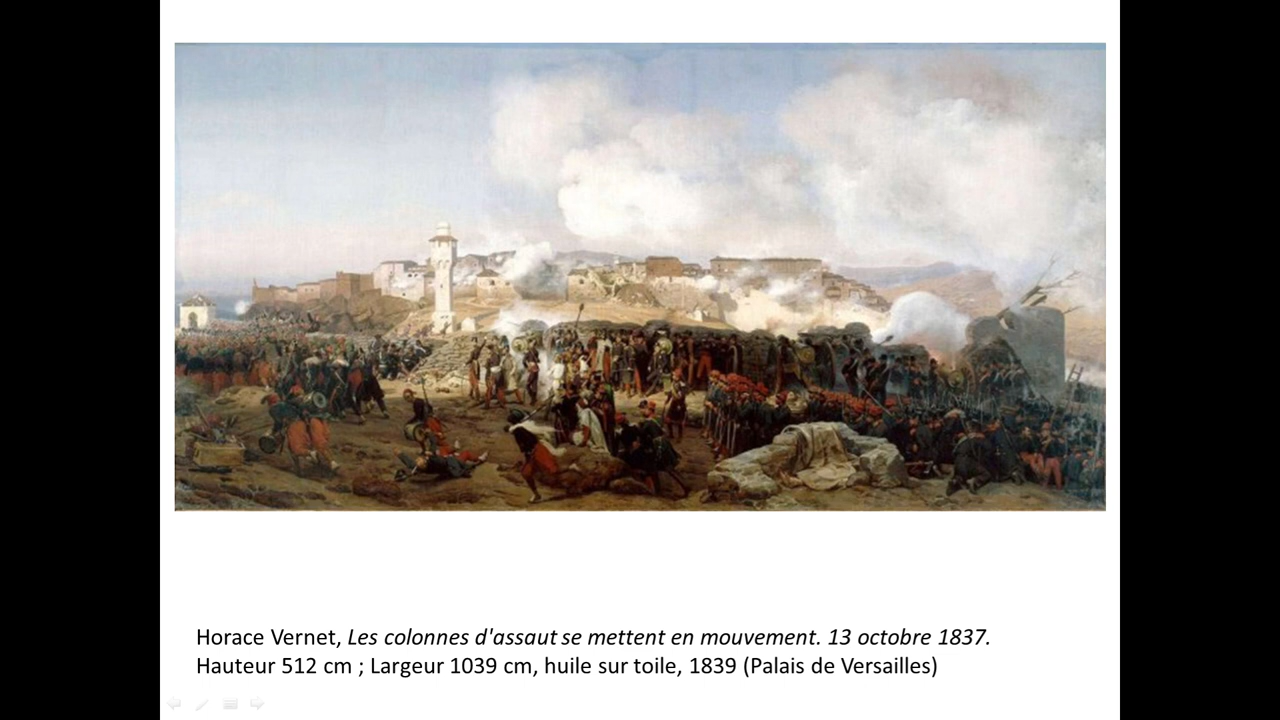 Horace Vernet, Les colonnes d'assaut se mettent en mouvement. 13 octobre 1837.
Hauteur 512 cm ; Largeur 1039 cm, huile sur toile, 1839 (Palais de Versailles)